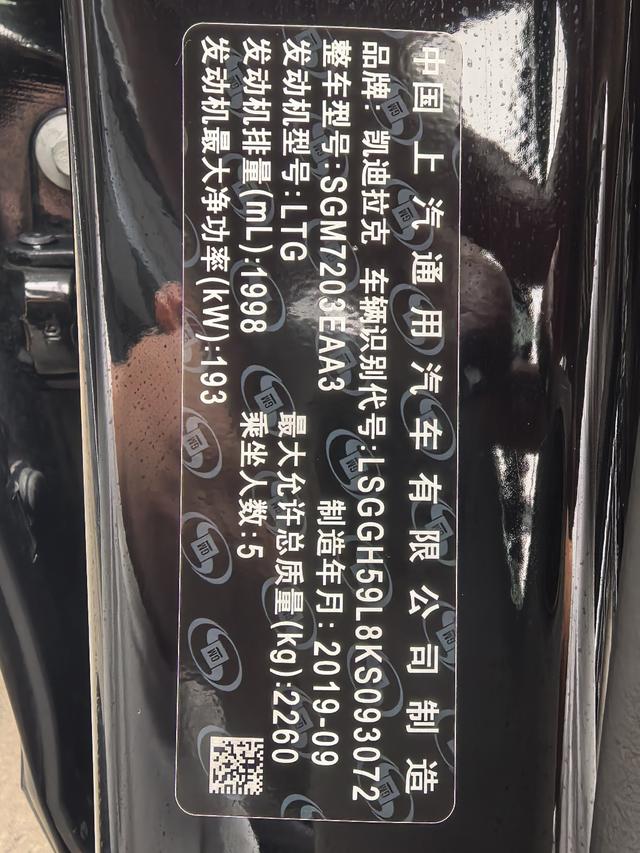 中国上汽通用汽车有限公司制造
品牌: 凯迪拉克 车辆识别代号:LSGGH59L8KS093072
整车型号:SGM7203EAA3 制造年月: 2019-09
发动机型号:LTG 最大允许总质量(kg):2260
发动机排量(mL):1998 乘坐人数:5
发动机最大净功率(kW):193